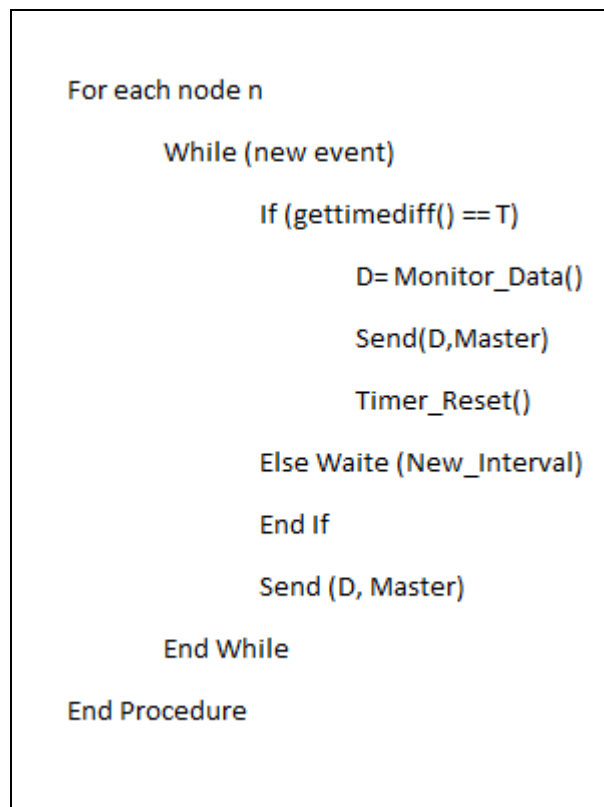 For each node n
While (new event)
If (gettimediff() == T)
D= Monitor_Data()
Send(D,Master)
Timer_Reset()
Else Waite (New_Interval)
End If
Send (D, Master)
End While
End Procedure